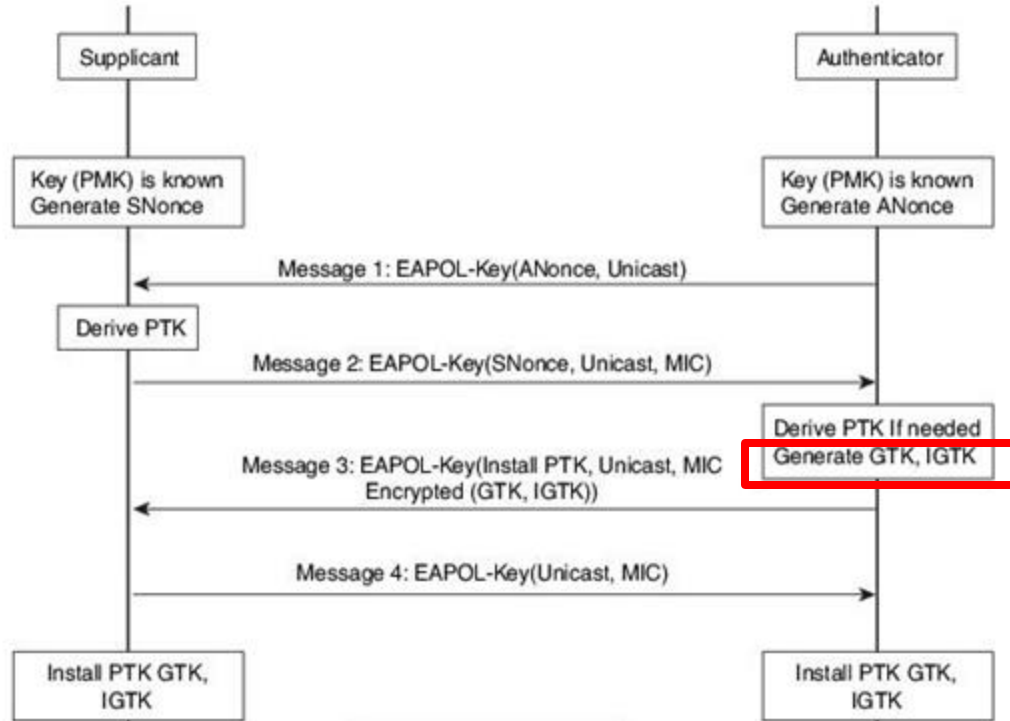 Supplicant
Authenticator
Key (PMK) is known
Generate SNonce
Key (PMK) is known
Generate ANonce
Message 1: EAPOL-Key(ANonce, Unicast)
Derive PTK
Message 2: EAPOL-Key(SNonce, Unicast, MIC)
Derive PTK If needed
Generate GTK, IGTK
Message 3: EAPOL-Key(Install PTK, Unicast, MIC
Encrypted (GTK, IGTK))
Message 4: EAPOL-Key(Unicast, MIC)
Install PTK GTK,
IGTK
Install PTK GTK,
IGTK